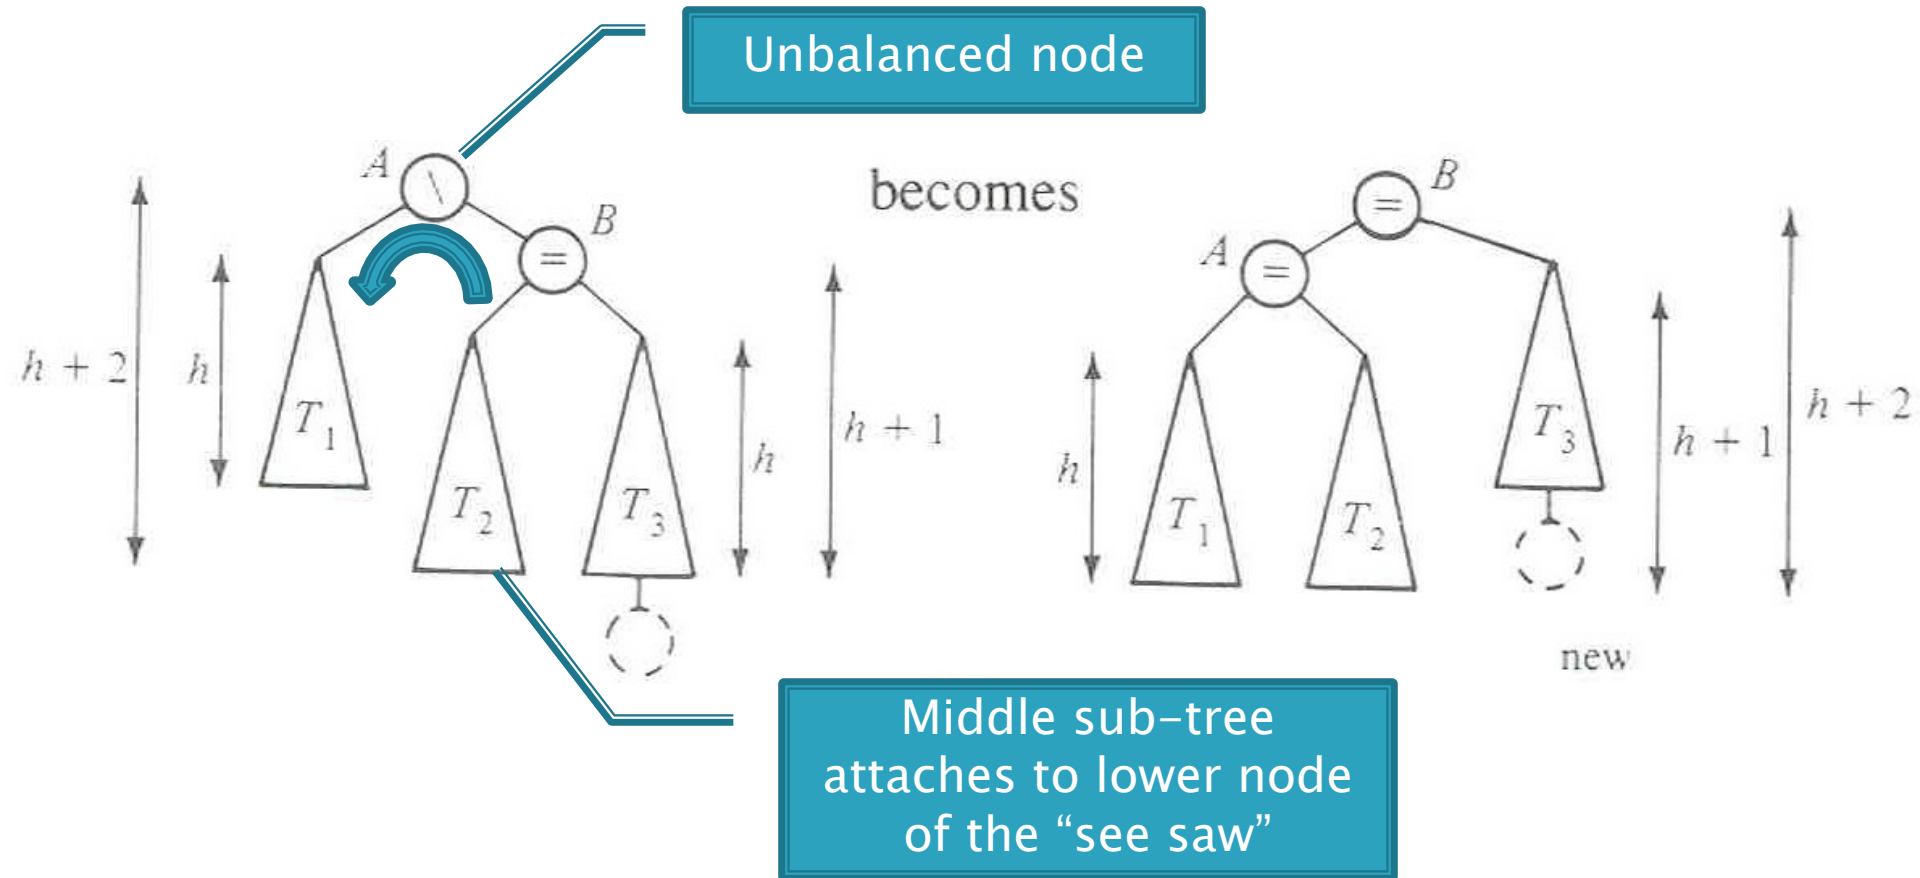 Unbalanced node
A
\
B
=
h + 2
h
T1
T2
T3
h
h + 1
becomes
B
=
A
=
h
T1
T2
T3
h + 1
h + 2
new
Middle sub-tree
attaches to lower node
of the “see saw”